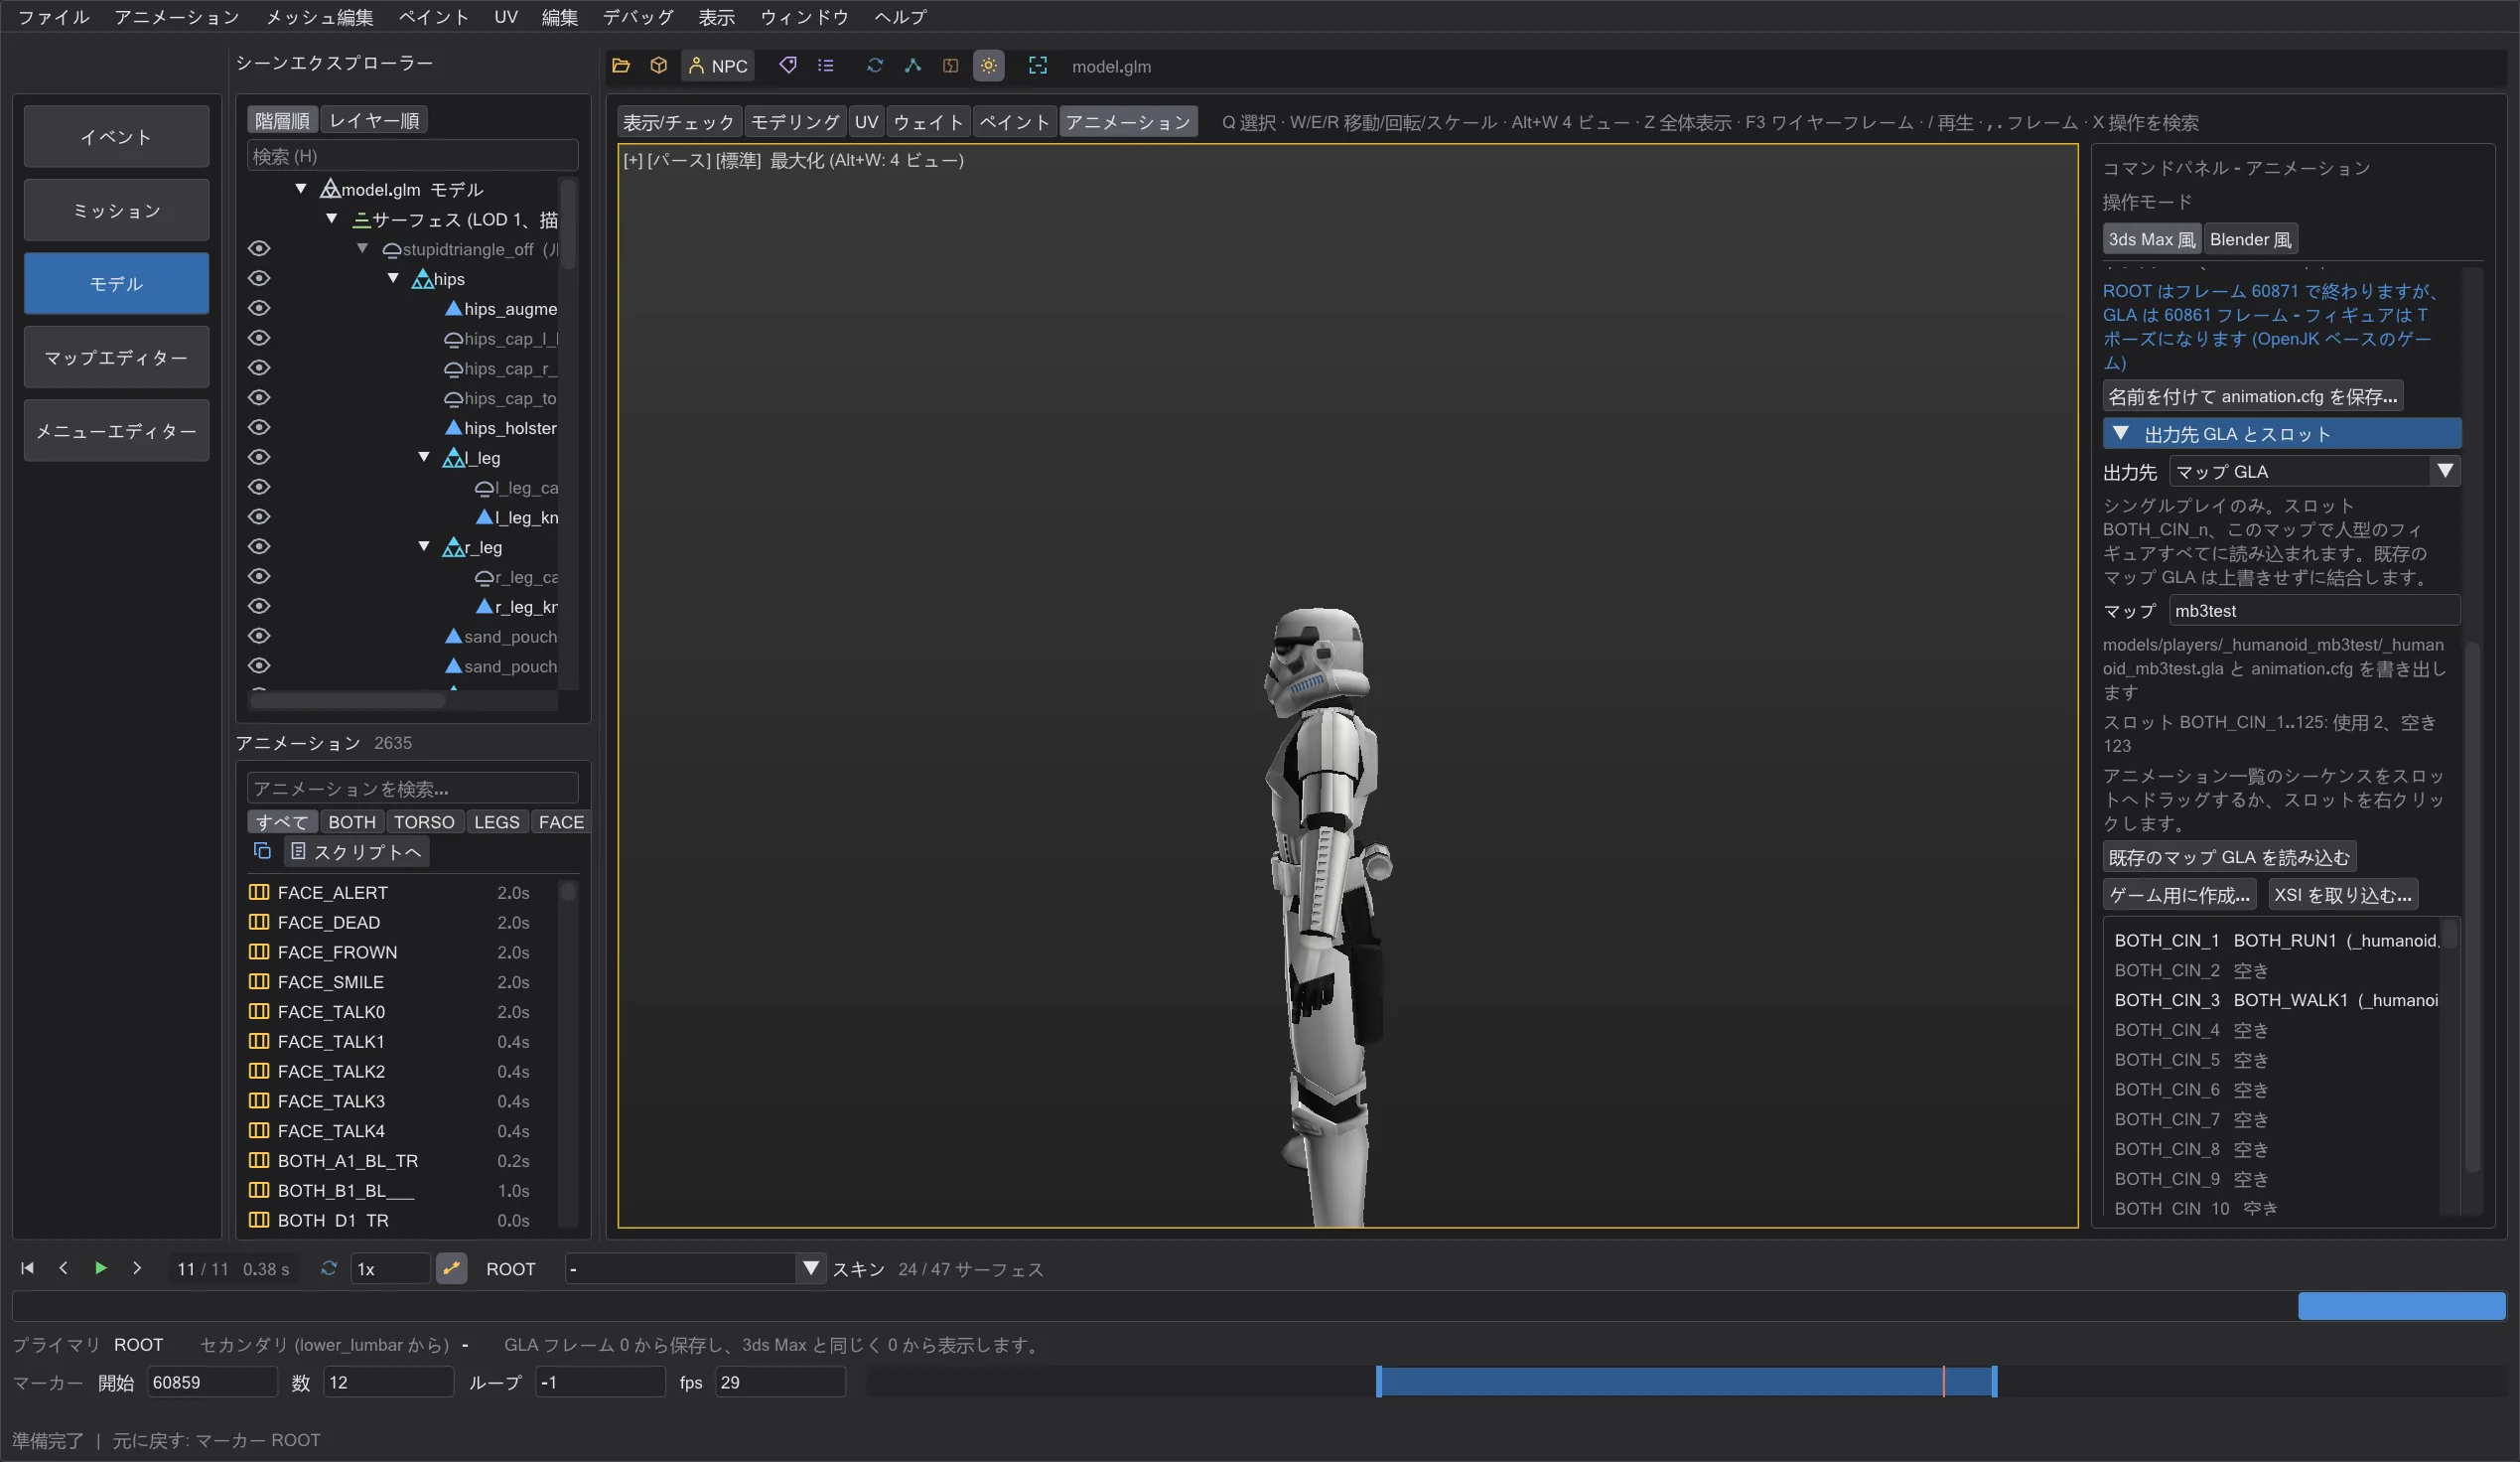 ファイル アニメーション メッシュ編集 ペイント UV 編集 デバッグ 表示 ウィンドウ ヘルプ
イベント
ミッション
モデル
マップエディター
メニューエディター
シーンエクスプローラー
階層順 レイヤー順
検索 (H)
model.glm モデル
サーフェス (LOD 1、描
stupidtriangle_off
hips
hips_augme
hips_cap_l_
hips_cap_r_
hips_cap_to
hips_holster
l_leg
l_leg_ca
l_leg_kn
r_leg
r_leg_ca
r_leg_kn
sand_pouch
sand_pouch
アニメーション 2635
アニメーションを検索...
すべて BOTH TORSO LEGS FACE
スクリプトへ
FACE_ALERT 2.0s
FACE_DEAD 2.0s
FACE_FROWN 2.0s
FACE_SMILE 2.0s
FACE_TALK0 2.0s
FACE_TALK1 0.4s
FACE_TALK2 0.4s
FACE_TALK3 0.4s
FACE_TALK4 0.4s
BOTH_A1_BL_TR 0.2s
BOTH_B1_BL___ 1.0s
BOTH_D1_TR 0.0s
NPC model.glm
表示/チェック モデリング UV ウェイト ペイント アニメーション Q 選択 · W/E/R 移動/回転/スケール · Alt+W 4 ビュー · Z 全体表示 · F3 ワイヤーフレーム · / 再生 · , . フレーム · X 操作を検索
[+] [パース] [標準] 最大化 (Alt+W: 4 ビュー)
コマンドパネル - アニメーション
操作モード
3ds Max 風 Blender 風
ROOT はフレーム 60871 で終わりますが、
GLA は 60861 フレーム - フィギュアは T
ポーズになります (OpenJK ベースのゲー
ム)
名前を付けて animation.cfg を保存...
出力先 GLA とスロット
出力先 マップ GLA
シングルプレイのみ。スロット
BOTH_CIN_n、このマップで人型のフィ
ギュアすべてに読み込まれます。既存の
マップ GLA は上書きせずに結合します。
マップ mb3test
models/players/_humanoid_mb3test/_human
oid_mb3test.gla と animation.cfg を書き出し
ます
スロット BOTH_CIN_1..125: 使用 2、空き
123
アニメーション一覧のシーケンスをスロッ
トへドラッグするか、スロットを右クリッ
クします。
既存のマップ GLA を読み込む
ゲーム用に作成... XSI を取り込む...
BOTH_CIN_1 BOTH_RUN1 (_humanoid_
BOTH_CIN_2 空き
BOTH_CIN_3 BOTH_WALK1 (_humanoi
BOTH_CIN_4 空き
BOTH_CIN_5 空き
BOTH_CIN_6 空き
BOTH_CIN_7 空き
BOTH_CIN_8 空き
BOTH_CIN_9 空き
BOTH_CIN_10 空き
11 / 11 0.38 s 1x ROOT - スキン 24 / 47 サーフェス
プライマリ ROOT セカンダリ (lower_lumbar から) - GLA フレーム 0 から保存し、3ds Max と同じく 0 から表示します。
マーカー 開始 60859 数 12 ループ -1 fps 29
準備完了 | 元に戻す: マーカー ROOT